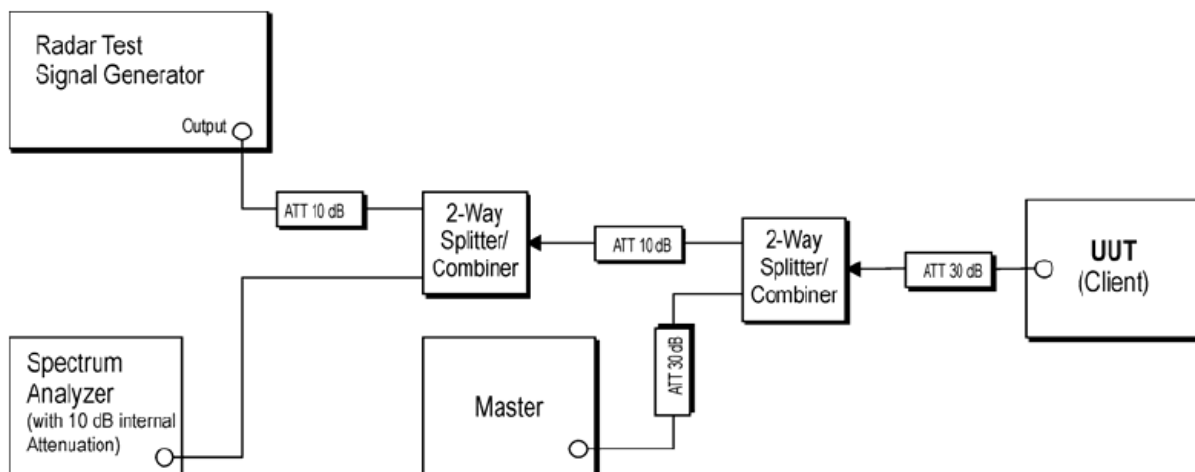 Radar Test
Signal Generator
Output
ATT 10 dB
2-Way
Splitter/
Combiner
ATT 10 dB
2-Way
Splitter/
Combiner
ATT 30 dB
UUT
(Client)
Spectrum
Analyzer
(with 10 dB internal
Attenuation)
Master
ATT 30 dB